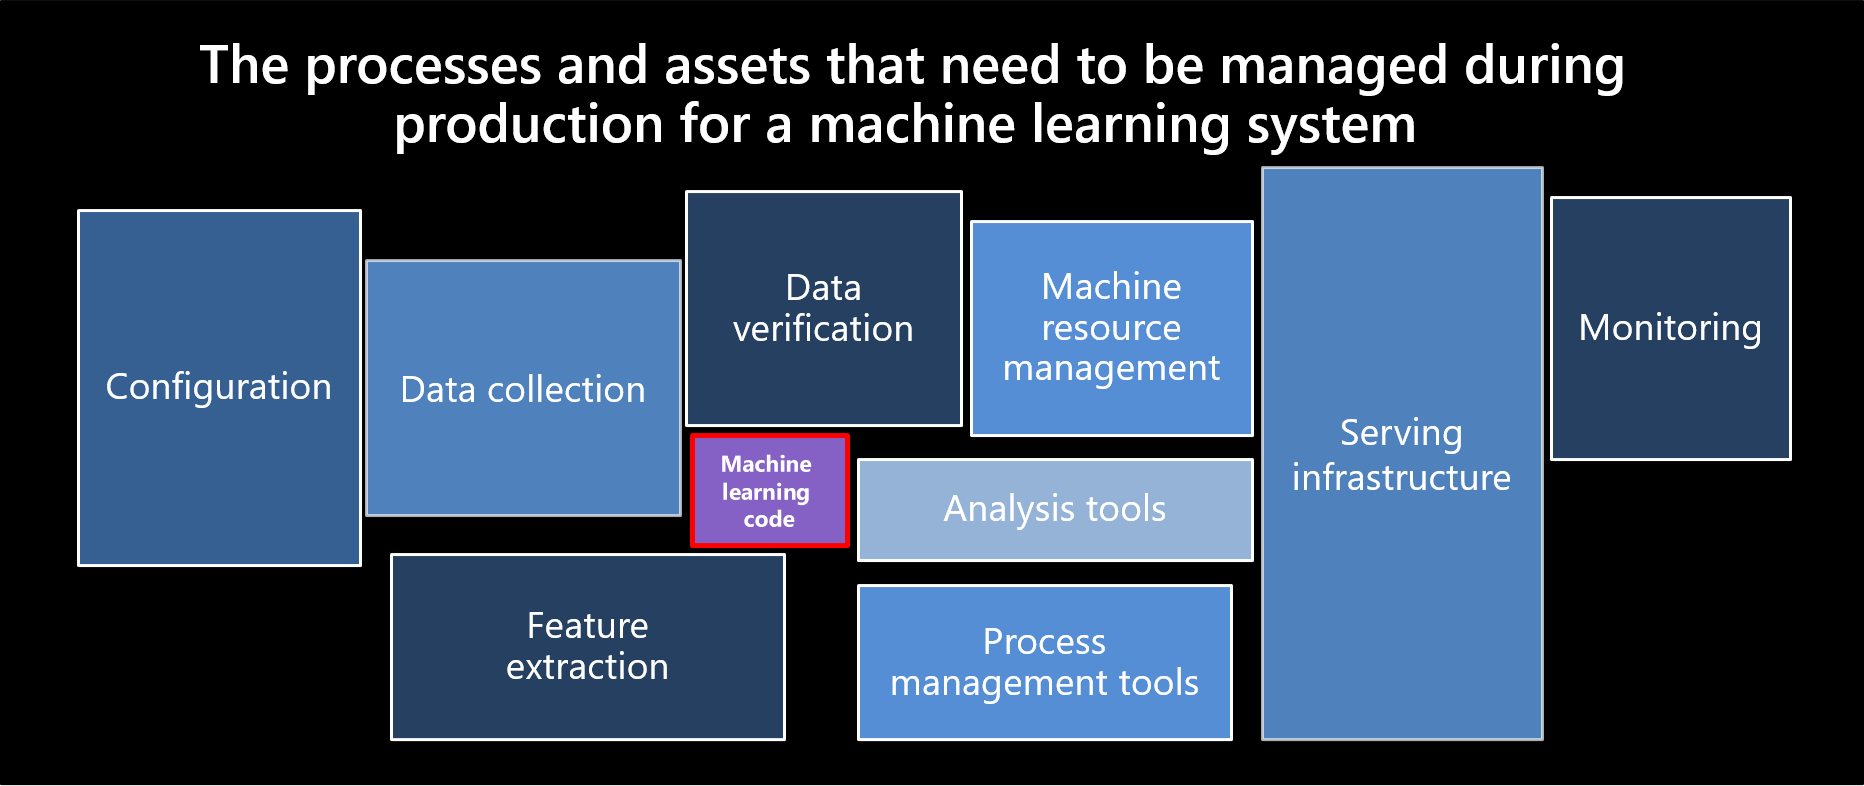 The processes and assets that need to be managed during
production for a machine learning system
Configuration
Data collection
Data
verification
Machine
resource
management
Serving
infrastructure
Monitoring
Machine
learning
code
Analysis tools
Feature
extraction
Process
management tools